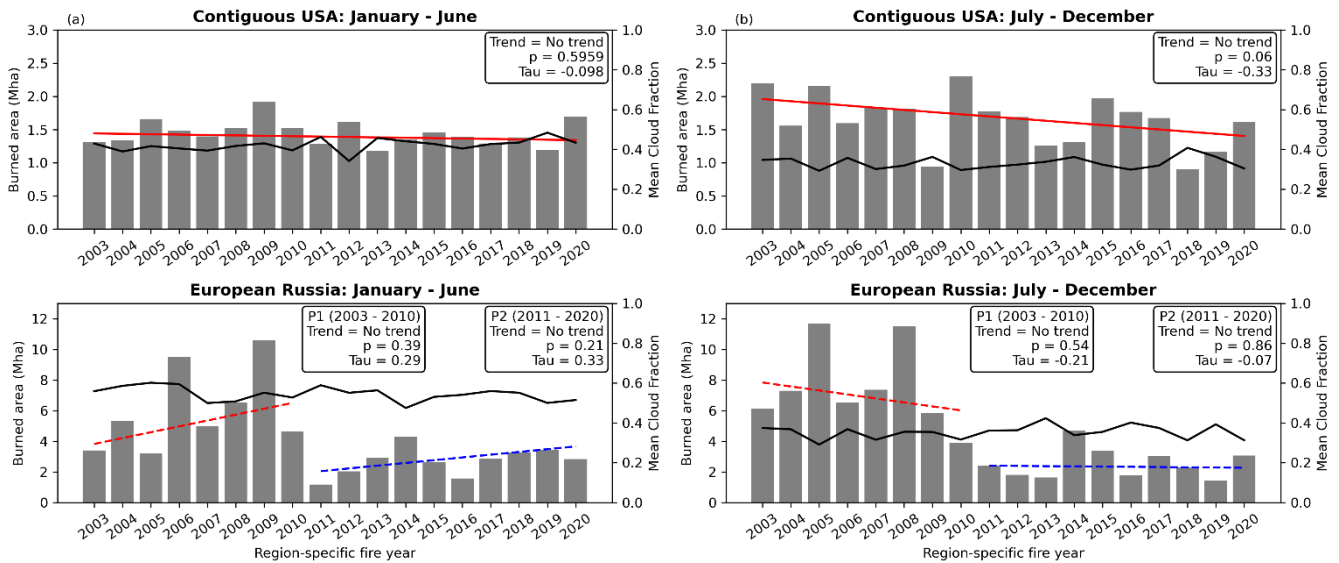 (a)
Contiguous USA: January - June
Burned area (Mha)
3.0
2.5
2.0
1.5
1.0
0.5
0.0
Trend = No trend
p = 0.5959
Tau = -0.098
1.0
0.8
0.6
0.4
0.2
0.0
Mean Cloud Fraction
2003 2004 2005 2006 2007 2008 2009 2010 2011 2012 2013 2014 2015 2016 2017 2018 2019 2020
(b)
Contiguous USA: July - December
Burned area (Mha)
3.0
2.5
2.0
1.5
1.0
0.5
0.0
Trend = No trend
p = 0.06
Tau = -0.33
1.0
0.8
0.6
0.4
0.2
0.0
Mean Cloud Fraction
2003 2004 2005 2006 2007 2008 2009 2010 2011 2012 2013 2014 2015 2016 2017 2018 2019 2020
European Russia: January - June
Burned area (Mha)
12
10
8
6
4
2
0
P1 (2003 - 2010)
Trend = No trend
p = 0.39
Tau = 0.29
P2 (2011 - 2020)
Trend = No trend
p = 0.21
Tau = 0.33
1.0
0.8
0.6
0.4
0.2
0.0
Mean Cloud Fraction
2003 2004 2005 2006 2007 2008 2009 2010 2011 2012 2013 2014 2015 2016 2017 2018 2019 2020
Region-specific fire year
European Russia: July - December
Burned area (Mha)
12
10
8
6
4
2
0
P1 (2003 - 2010)
Trend = No trend
p = 0.54
Tau = -0.21
P2 (2011 - 2020)
Trend = No trend
p = 0.86
Tau = -0.07
1.0
0.8
0.6
0.4
0.2
0.0
Mean Cloud Fraction
2003 2004 2005 2006 2007 2008 2009 2010 2011 2012 2013 2014 2015 2016 2017 2018 2019 2020
Region-specific fire year